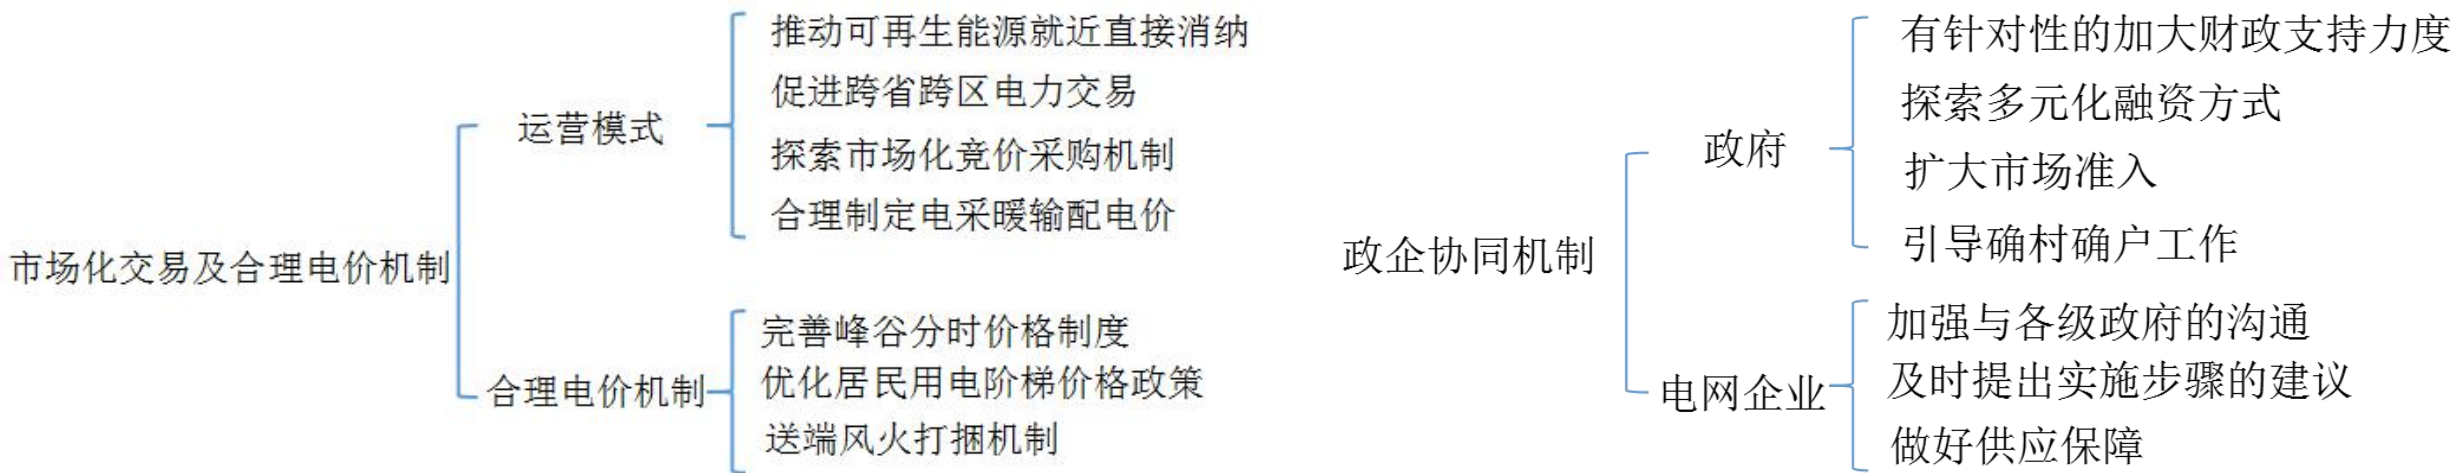 市场化交易及合理电价机制
运营模式
推动可再生能源就近直接消纳
促进跨省跨区电力交易
探索市场化竞价采购机制
合理制定电采暖输配电价
合理电价机制
完善峰谷分时价格制度
优化居民用电阶梯价格政策
送端风火打捆机制
政企协同机制
政府
有针对性的加大财政支持力度
探索多元化融资方式
扩大市场准入
引导确村确户工作
电网企业
加强与各级政府的沟通
及时提出实施步骤的建议
做好供应保障